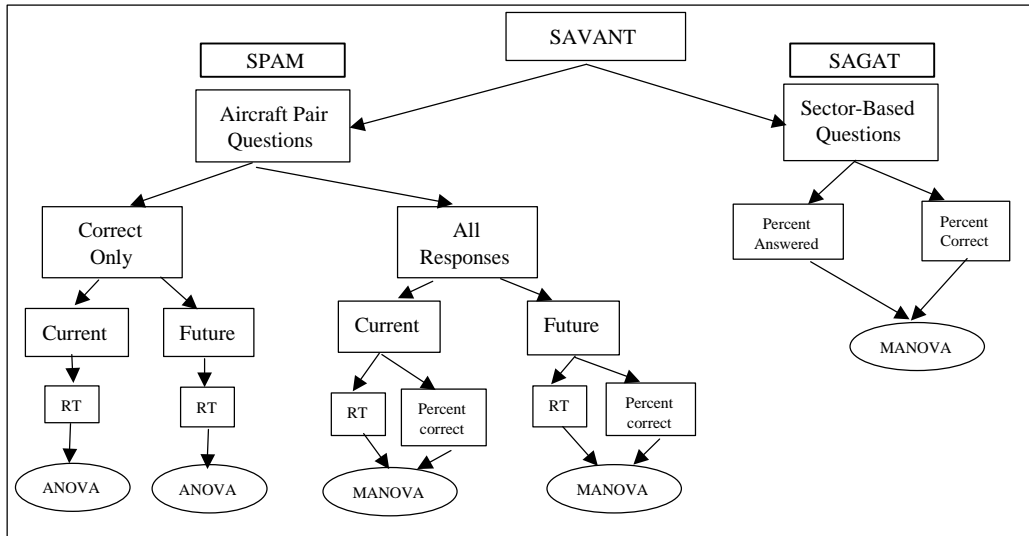 SAVANT
SPAM
SAGAT
Aircraft Pair
Questions
Sector-Based
Questions
Correct
Only
All
Responses
Percent
Answered
Percent
Correct
Current
Future
Current
Future
MANOVA
RT
RT
RT
Percent
correct
RT
Percent
correct
ANOVA
ANOVA
MANOVA
MANOVA